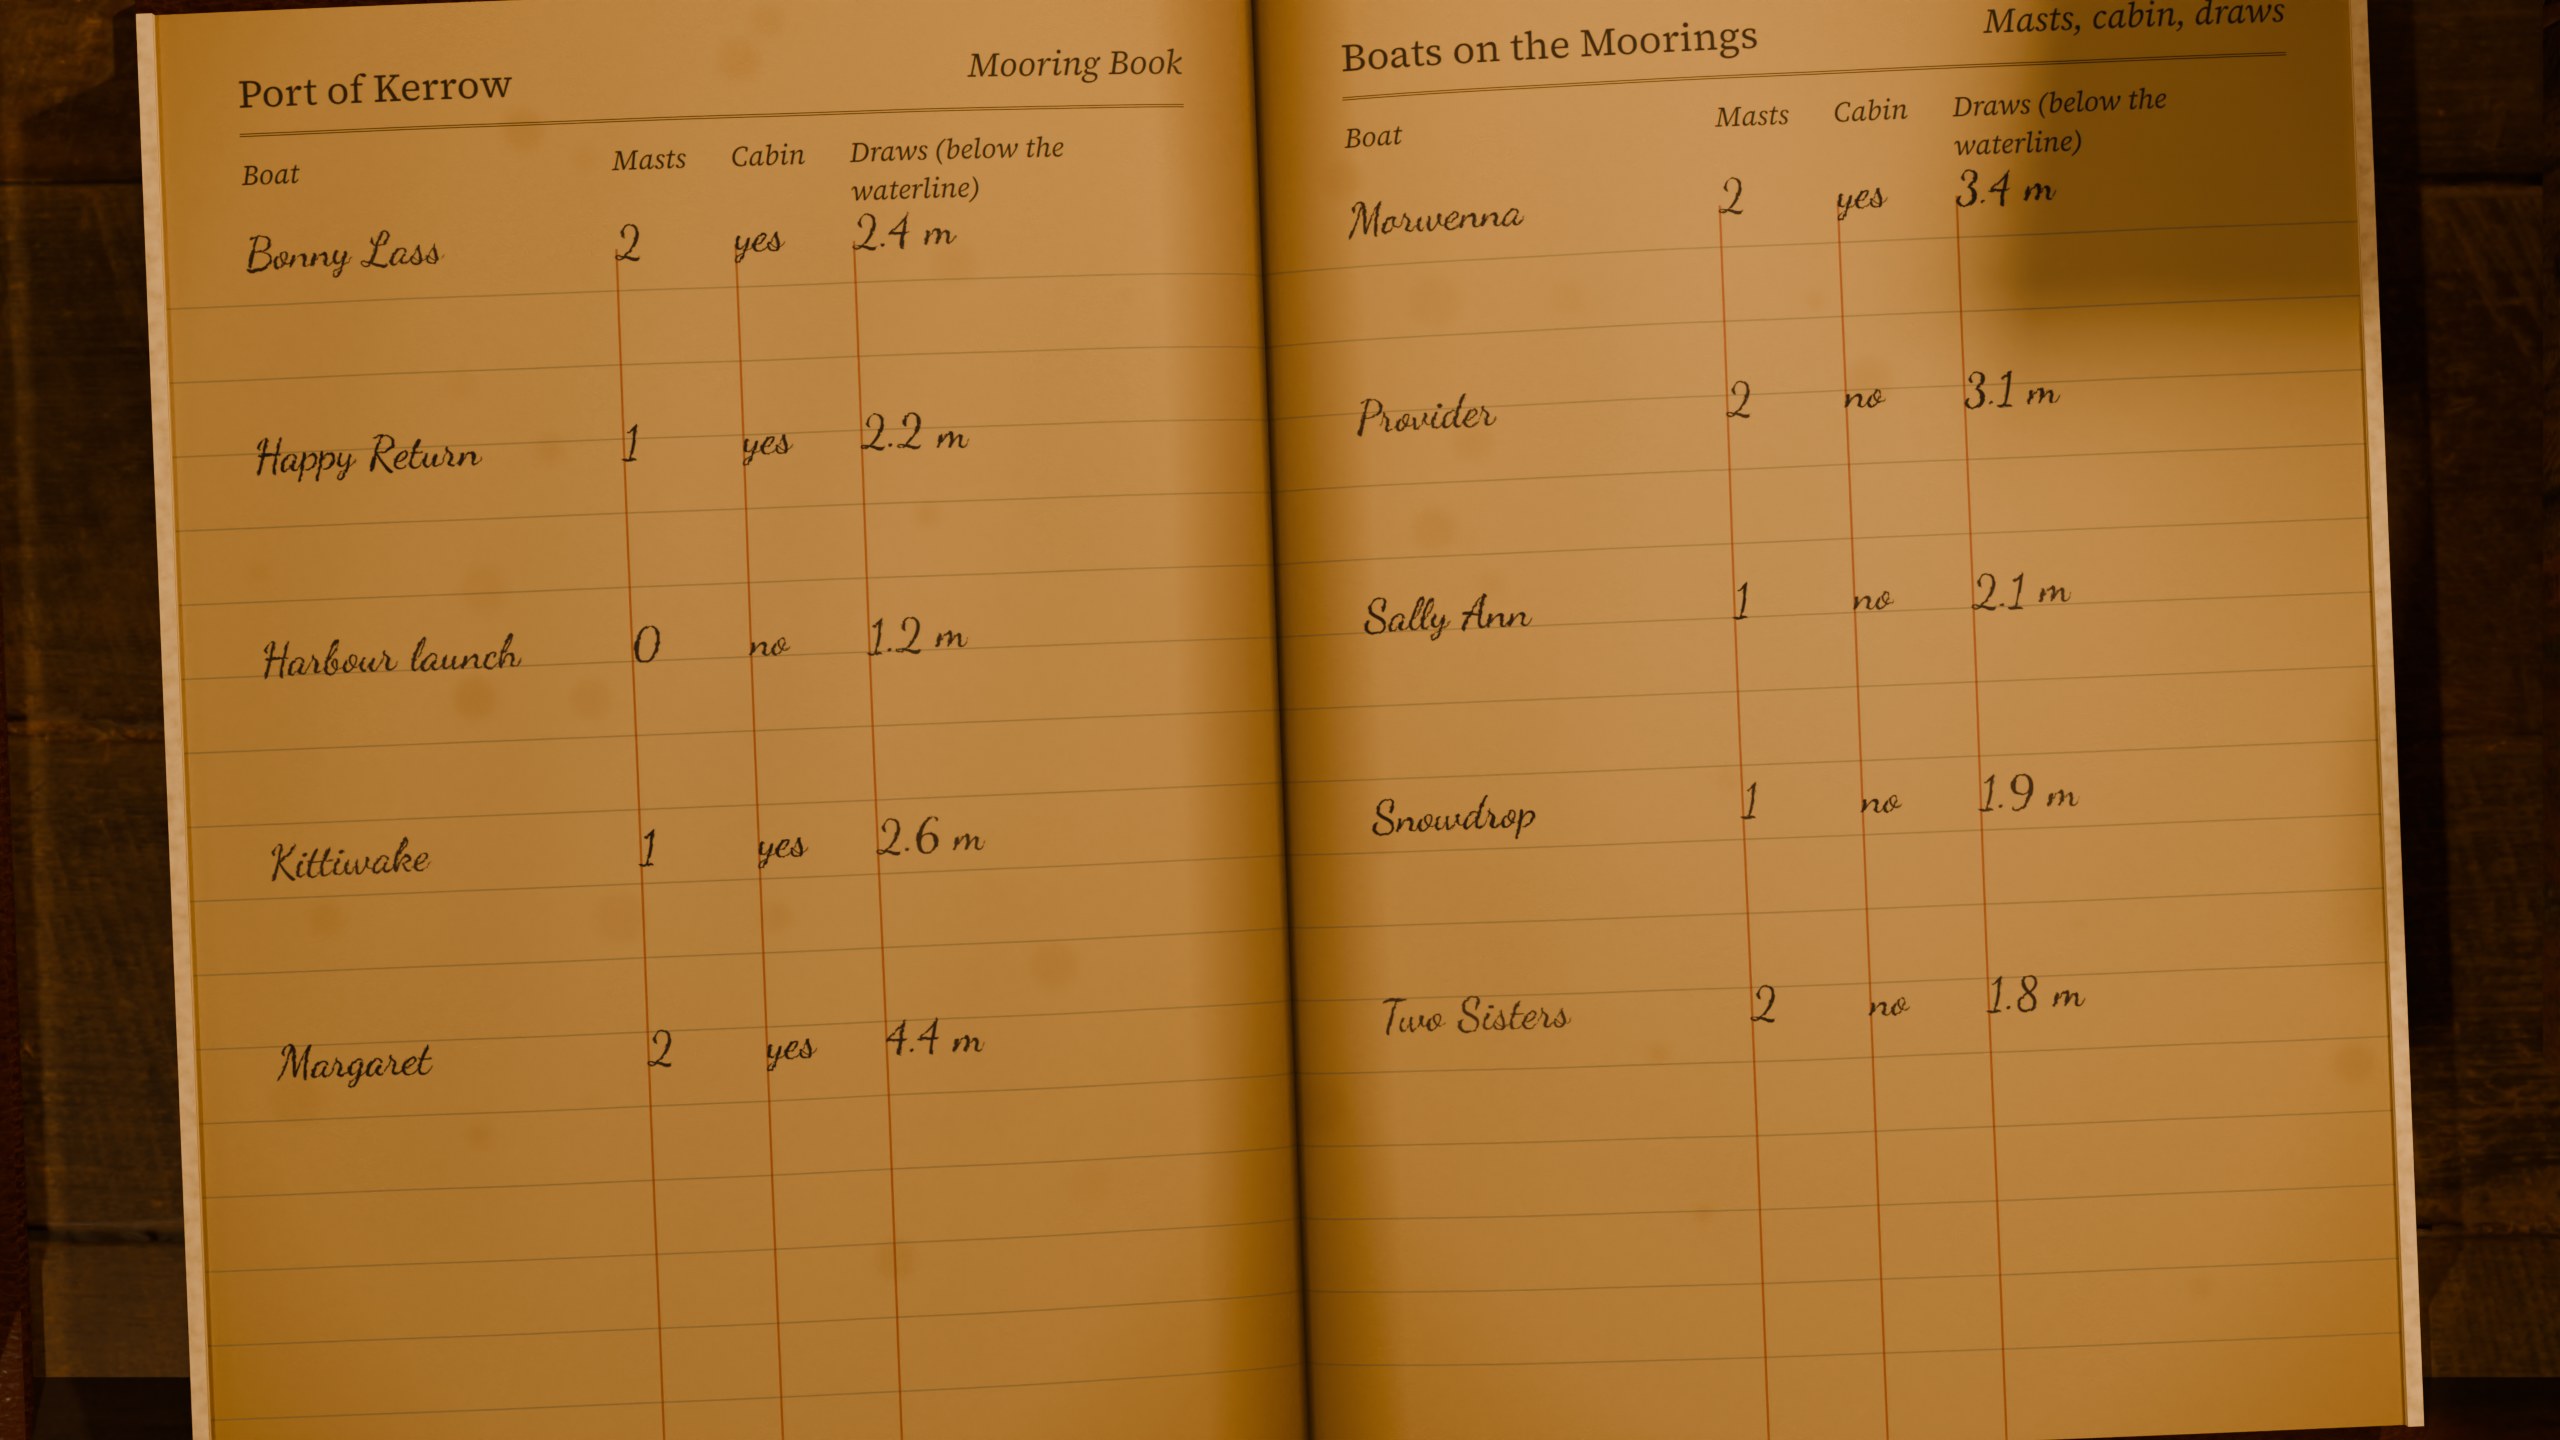 Port of Kerrow Mooring Book
Boat Masts Cabin Draws (below the
waterline)
Bonny Lass 2 yes 2.4 m
Happy Return 1 yes 2.2 m
Harbour launch 0 no 1.2 m
Kittiwake 1 yes 2.6 m
Margaret 2 yes 4.4 m
Boats on the Moorings Masts, cabin, draws
Boat Masts Cabin Draws (below the
waterline)
Morwenna 2 yes 3.4 m
Provider 2 no 3.1 m
Sally Ann 1 no 2.1 m
Snowdrop 1 no 1.9 m
Two Sisters 2 no 1.8 m